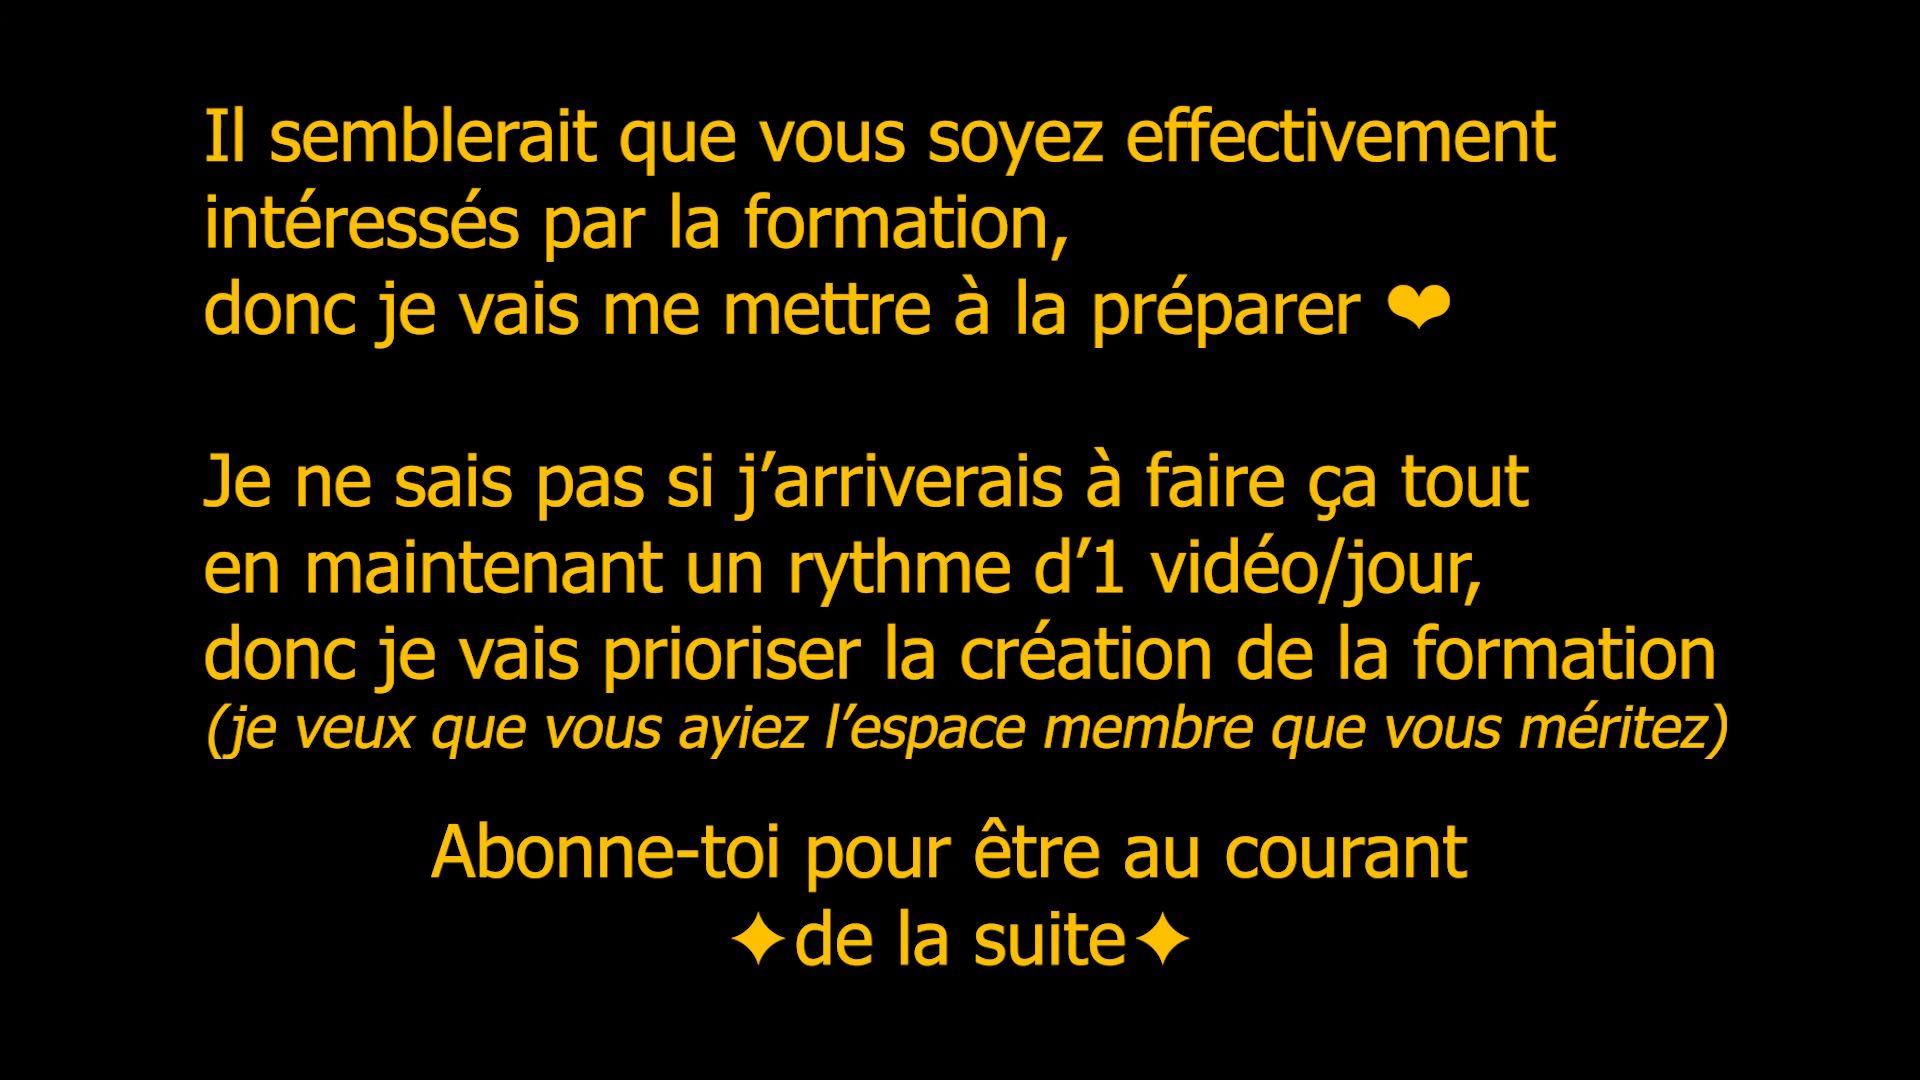 Il semblerait que vous soyez effectivement
intéressés par la formation,
donc je vais me mettre à la préparer ❤
Je ne sais pas si j’arriverais à faire ça tout
en maintenant un rythme d’1 vidéo/jour,
donc je vais prioriser la création de la formation
(je veux que vous ayiez l’espace membre que vous méritez)
Abonne-toi pour être au courant
✦de la suite✦